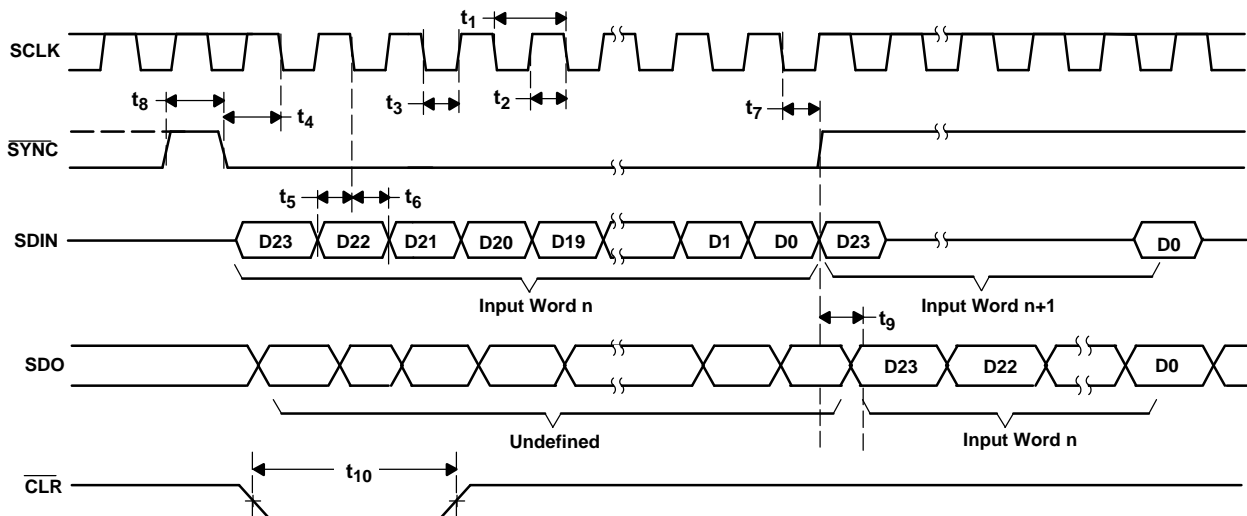 t1
SCLK
t8
t4
t3
t2
t7
SYNC
t5
t6
SDIN
D23
D22
D21
D20
D19
D1
D0
D23
D0
Input Word n
Input Word n+1
t9
SDO
D23
D22
D0
Undefined
Input Word n
t10
CLR